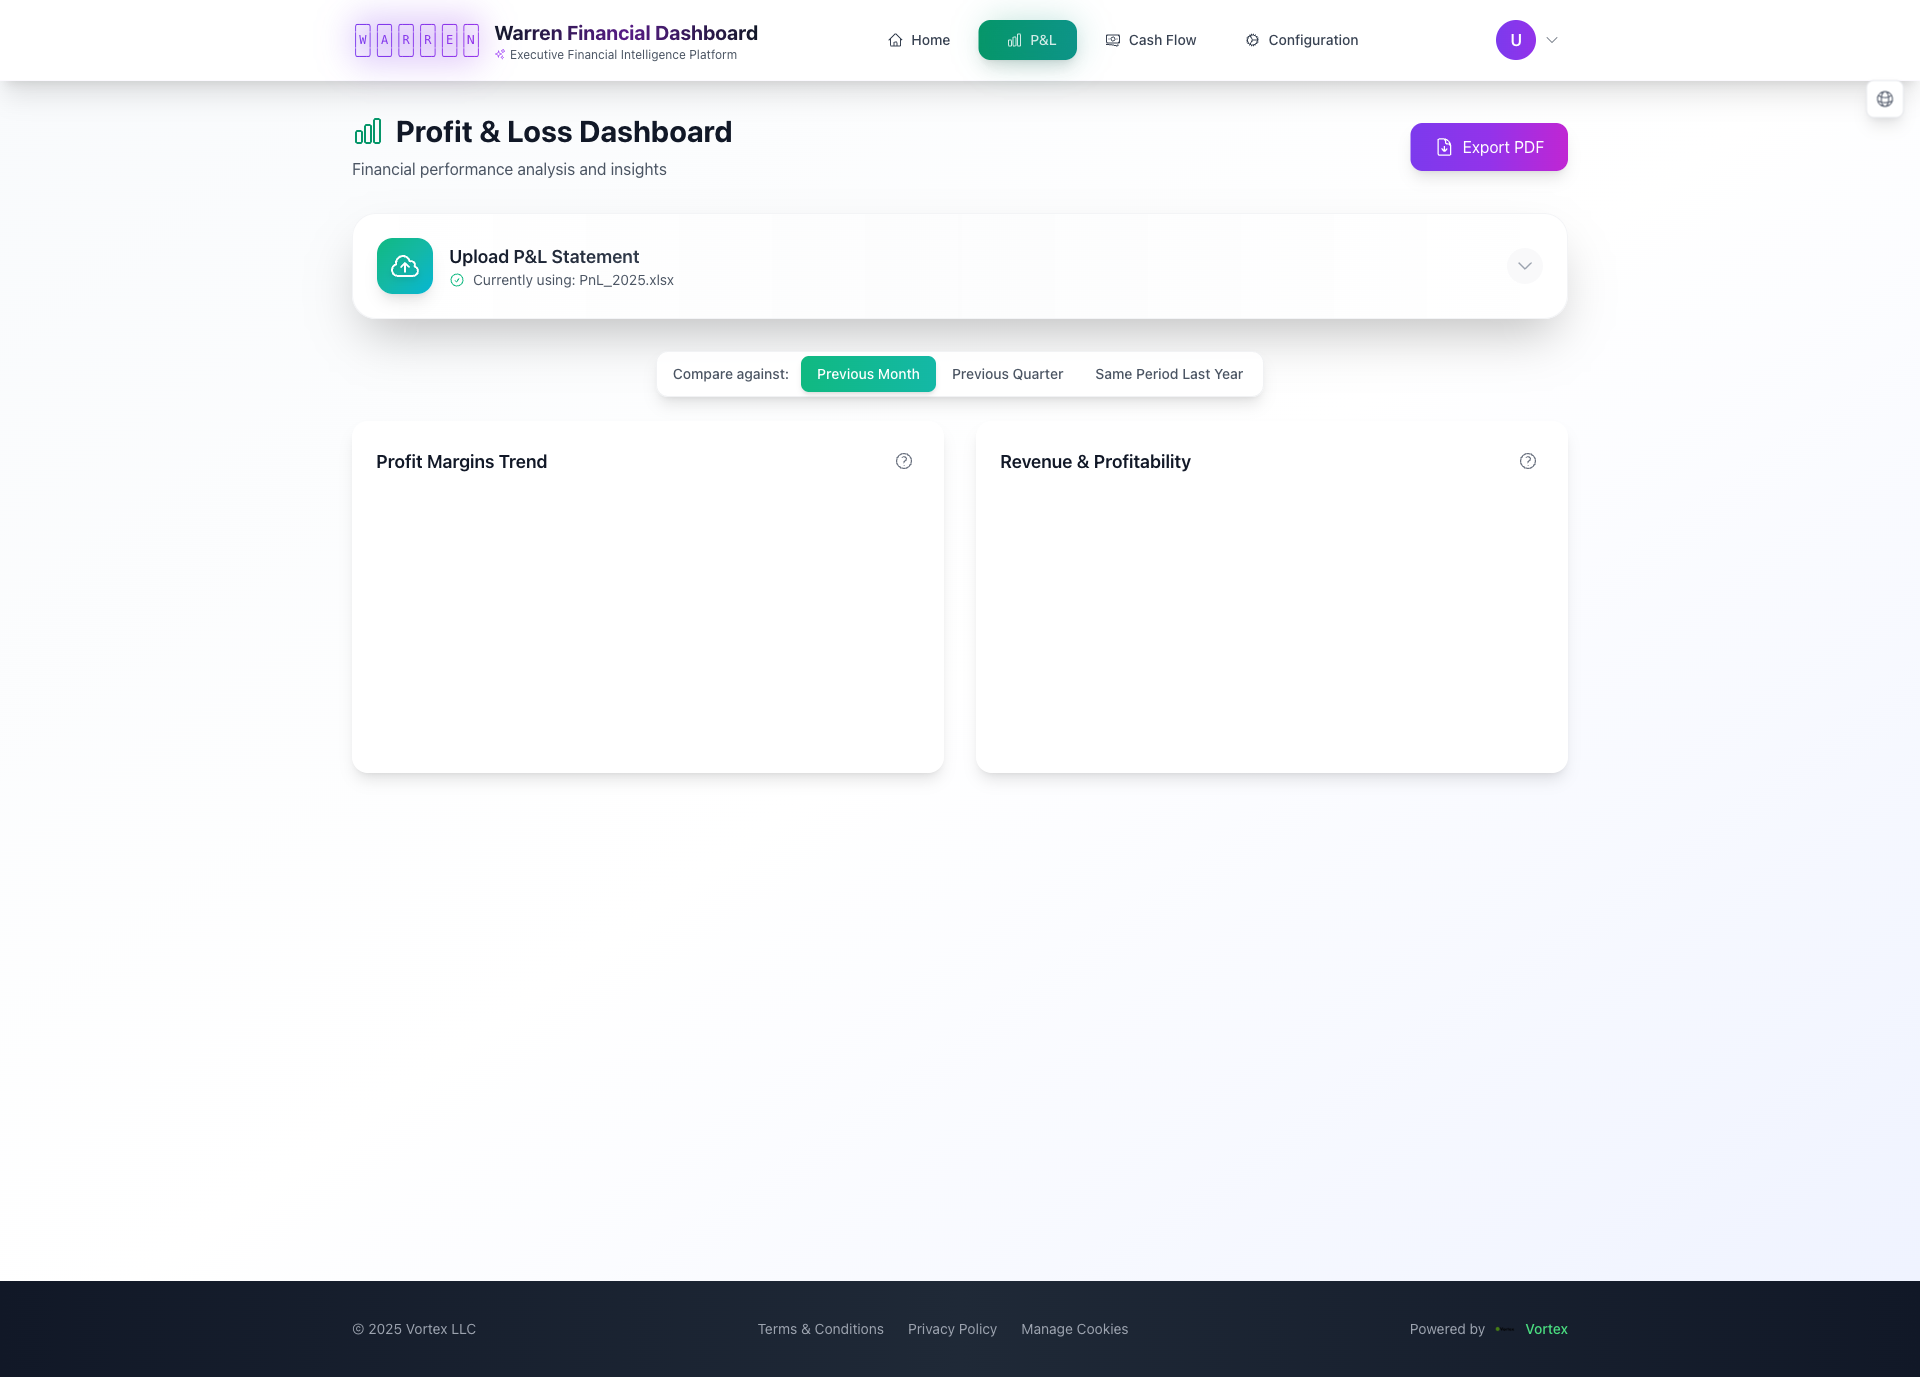 WARREN
Warren Financial Dashboard
Executive Financial Intelligence Platform
Home
P&L
Cash Flow
Configuration
U
Profit & Loss Dashboard
Financial performance analysis and insights
Export PDF
Upload P&L Statement
Currently using: PnL_2025.xlsx
Compare against:
Previous Month
Previous Quarter
Same Period Last Year
Profit Margins Trend
Revenue & Profitability
© 2025 Vortex LLC
Terms & Conditions
Privacy Policy
Manage Cookies
Powered by
Vortex